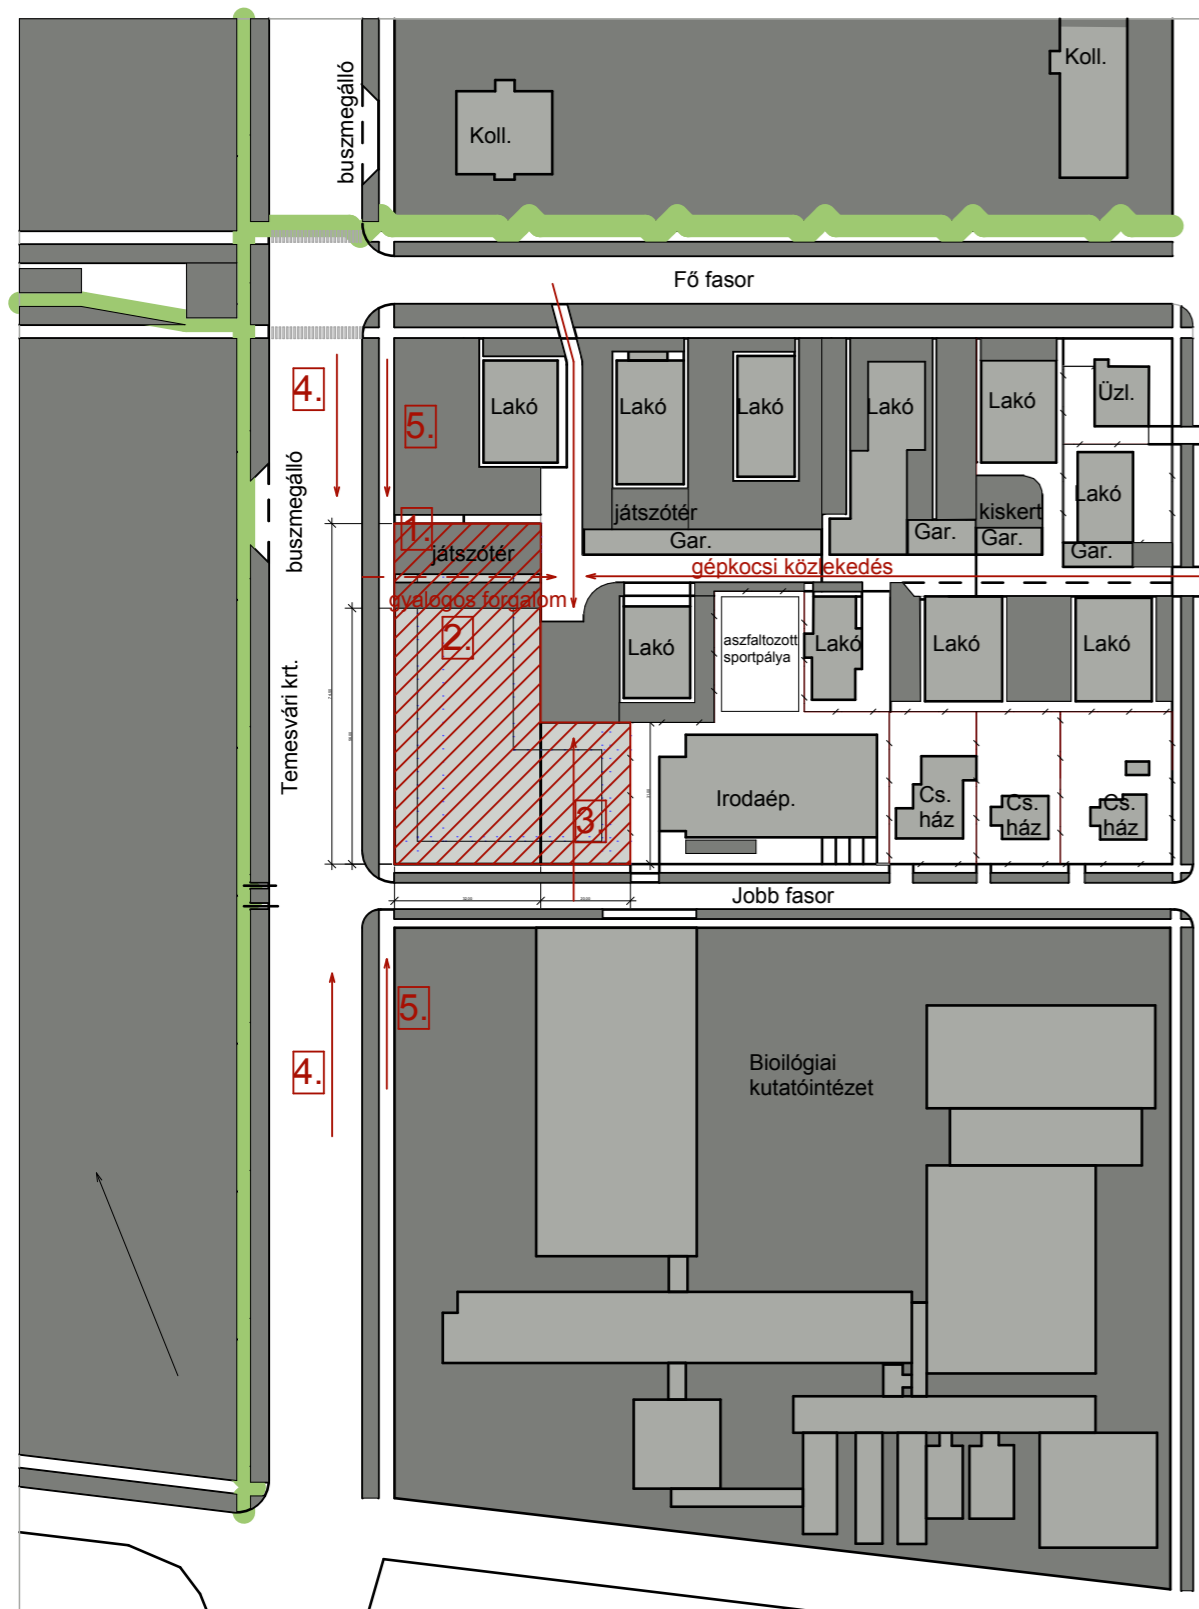 Koll.
buszmegálló
Koll.
Fő fasor
4.
5.
Lakó
Lakó
Lakó
Lakó
Lakó
Üzl.
Lakó
buszmegálló
1.
játszótér
játszótér
Gar.
Gar.
kiskert
Gar.
Gar.
gépkocsi közlekedés
gyalogos forgalom
2.
Lakó
aszfaltozott
sportpálya
Lakó
Lakó
Lakó
Temesvári krt.
3.
Irodaép.
Cs.
ház
Cs.
ház
Cs.
ház
Jobb fasor
5.
4.
Bioilógiai
kutatóintézet